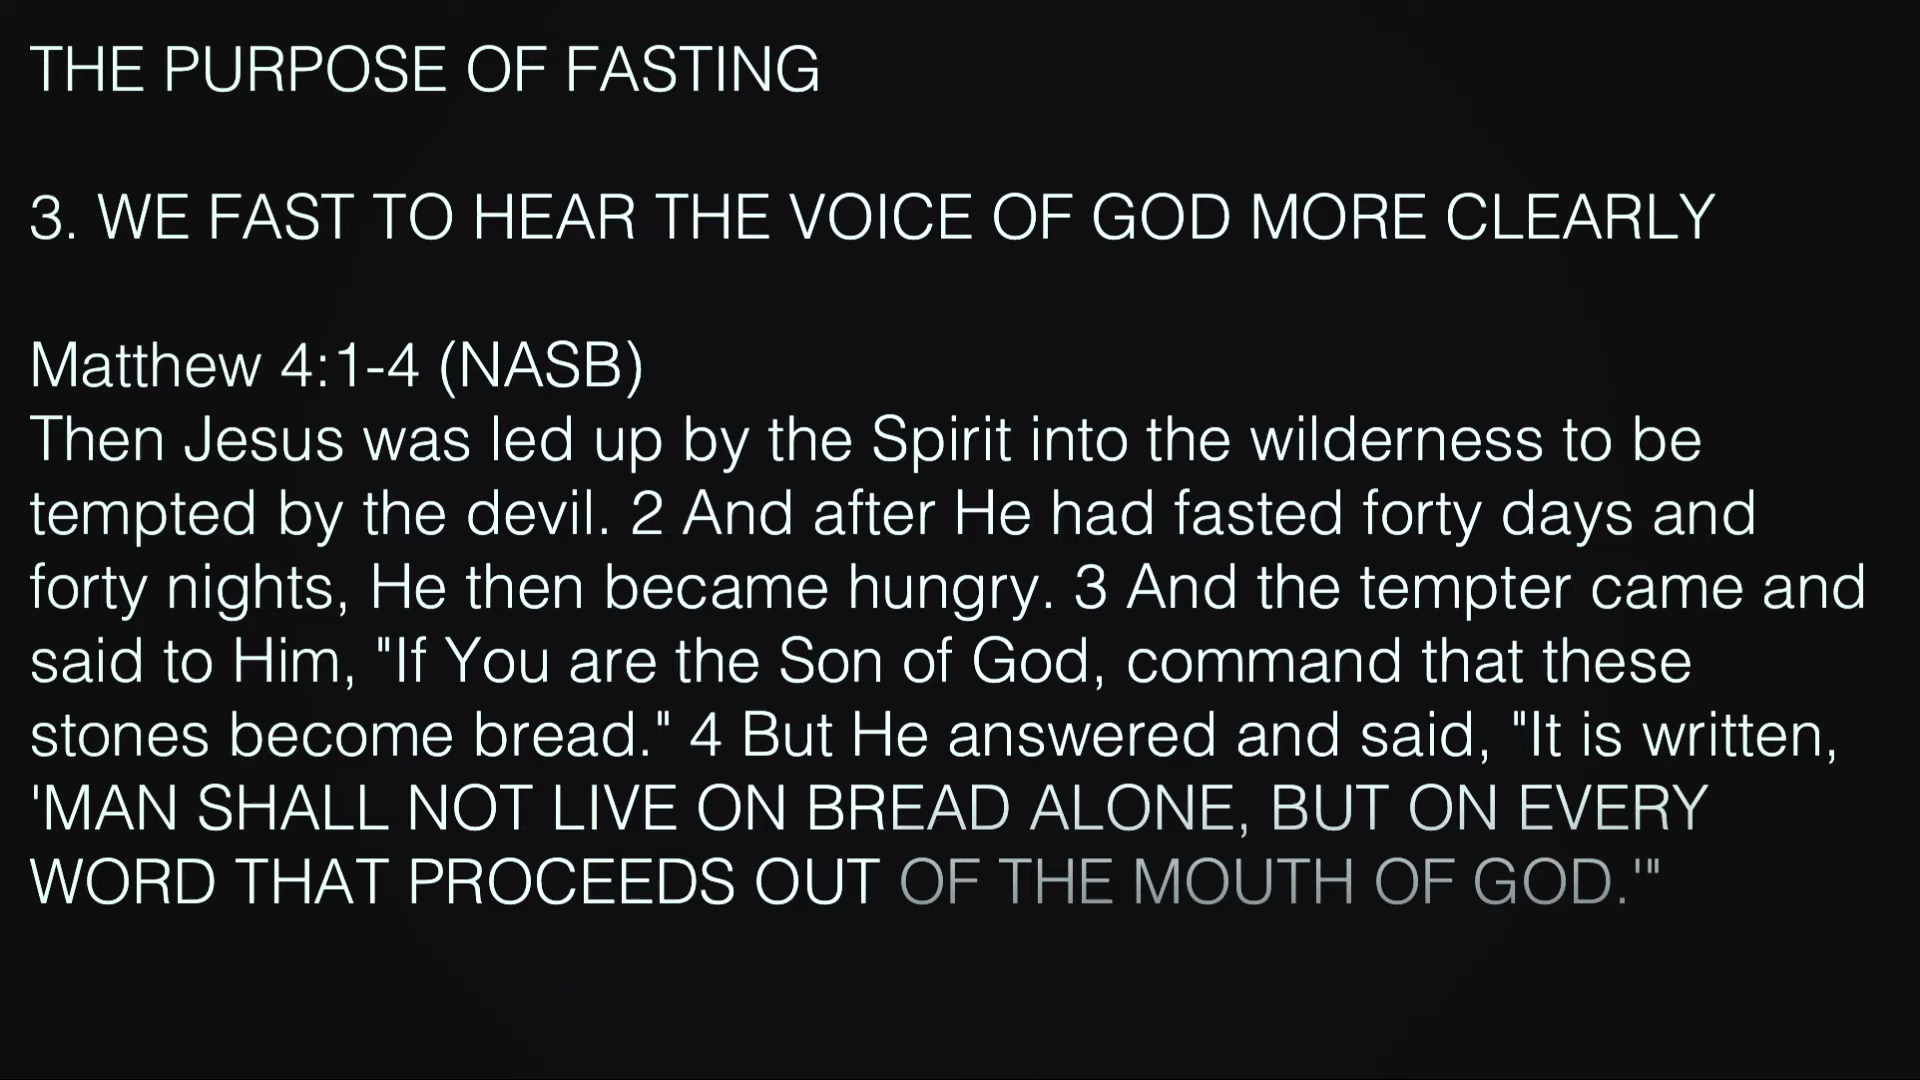 THE PURPOSE OF FASTING
3. WE FAST TO HEAR THE VOICE OF GOD MORE CLEARLY
Matthew 4:1-4 (NASB)
Then Jesus was led up by the Spirit into the wilderness to be
tempted by the devil. 2 And after He had fasted forty days and
forty nights, He then became hungry. 3 And the tempter came and
said to Him, "If You are the Son of God, command that these
stones become bread." 4 But He answered and said, "It is written,
'MAN SHALL NOT LIVE ON BREAD ALONE, BUT ON EVERY
WORD THAT PROCEEDS OUT OF THE MOUTH OF GOD.'"